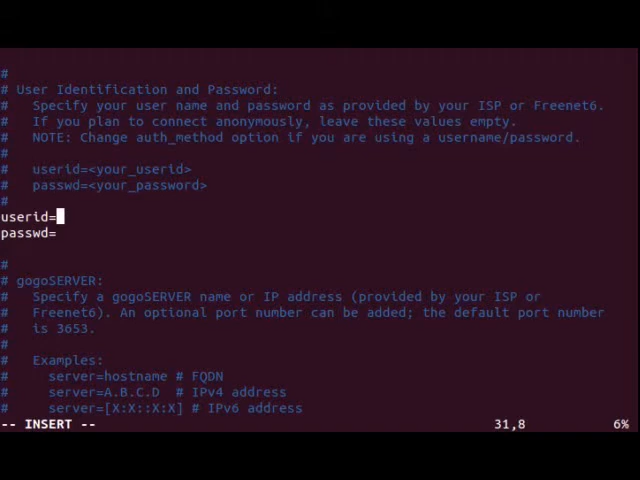 #
# User Identification and Password:
#   Specify your user name and password as provided by your ISP or Freenet6.
#   If you plan to connect anonymously, leave these values empty.
#   NOTE: Change auth_method option if you are using a username/password.
#
#   userid=<your_userid>
#   passwd=<your_password>
#
userid=
passwd=
#
# gogoSERVER:
#   Specify a gogoSERVER name or IP address (provided by your ISP or
#   Freenet6). An optional port number can be added; the default port number
#   is 3653.
#
#   Examples:
#     server=hostname # FQDN
#     server=A.B.C.D  # IPv4 address
#     server=[X:X::X:X] # IPv6 address
-- INSERT --                                                  31,8           6%